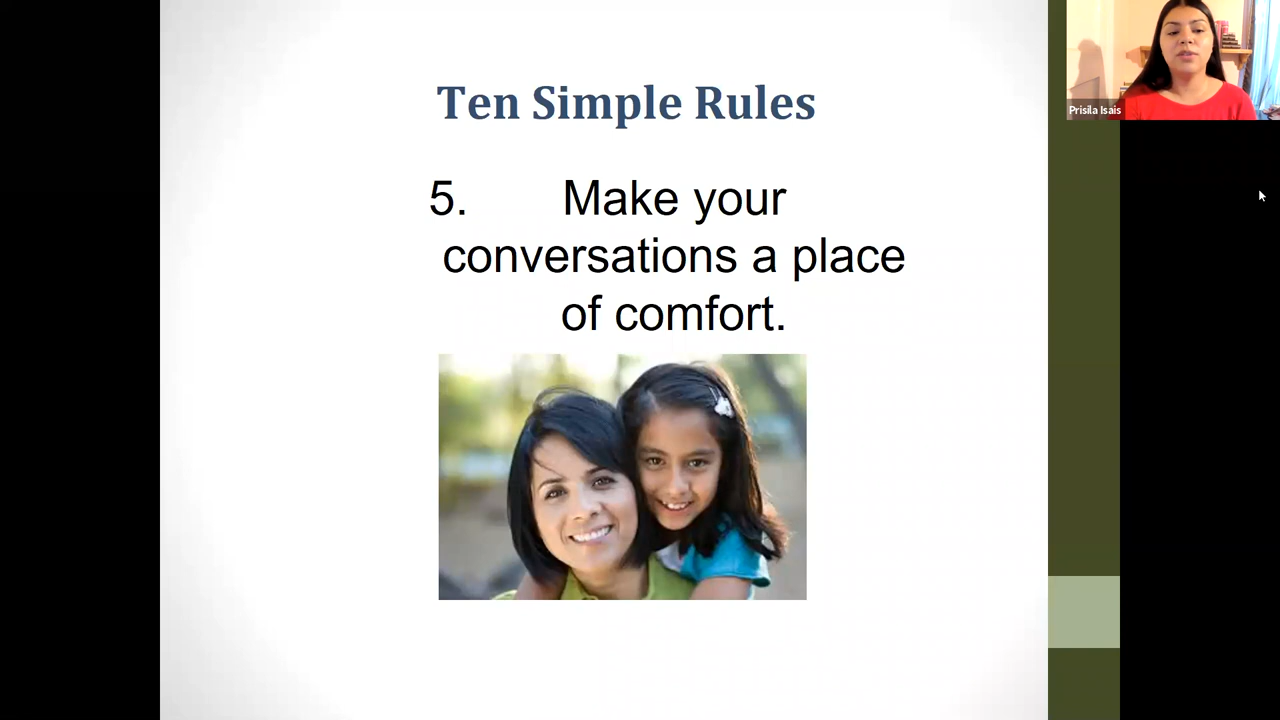 Ten Simple Rules
5. Make your
conversations a place
of comfort.
Prisila Isais